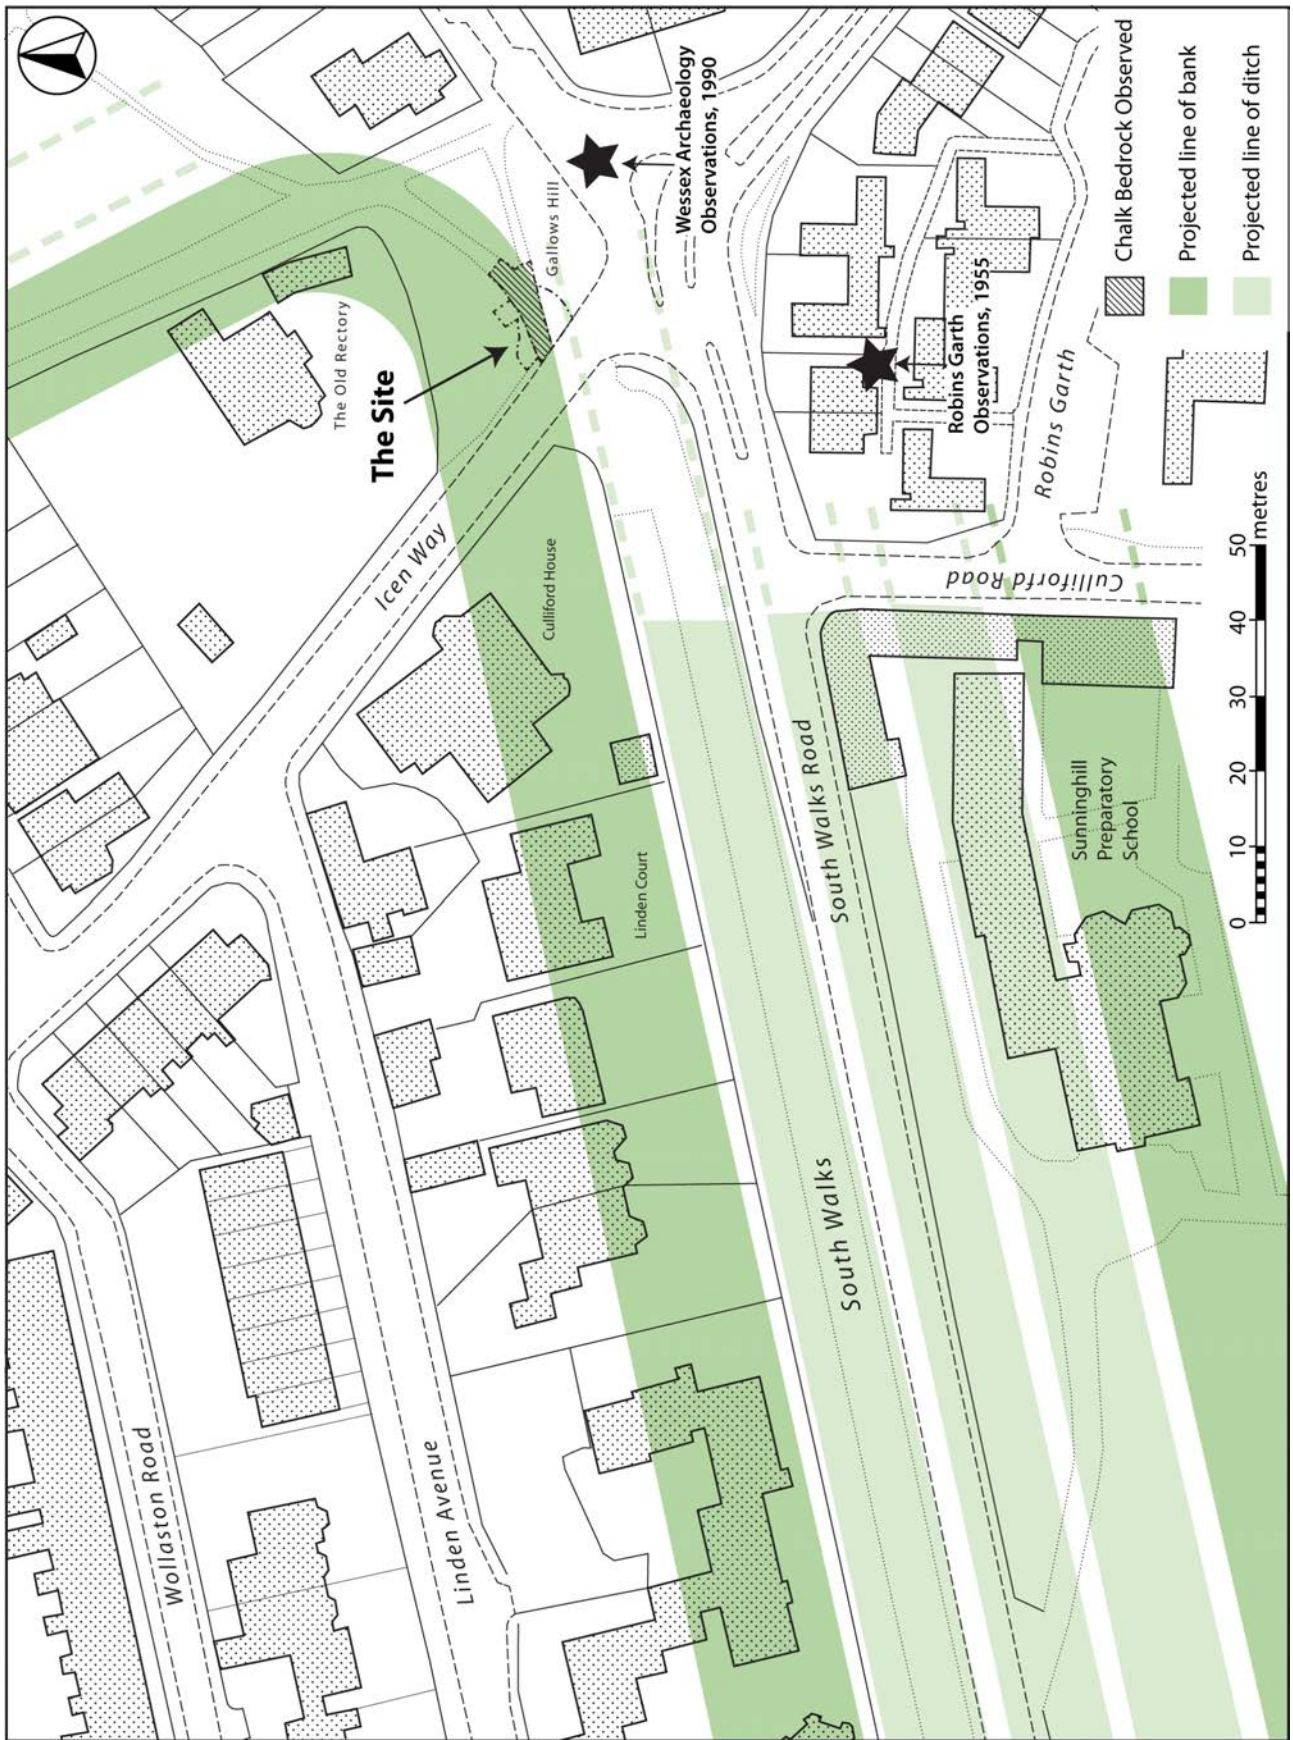 The Old Rectory
The Site
Gallows Hill
Wessex Archaeology
Observations, 1990
Icen Way
Culliford House
Robins Garth
Observations, 1955
Robins Garth
Culliforfd Road
Chalk Bedrock Observed
Projected line of bank
Projected line of ditch
Linden Court
South Walks Road
Sunninghill
Preparatory
School
South Walks
Wollaston Road
Linden Avenue
0 10 20 30 40 50
metres